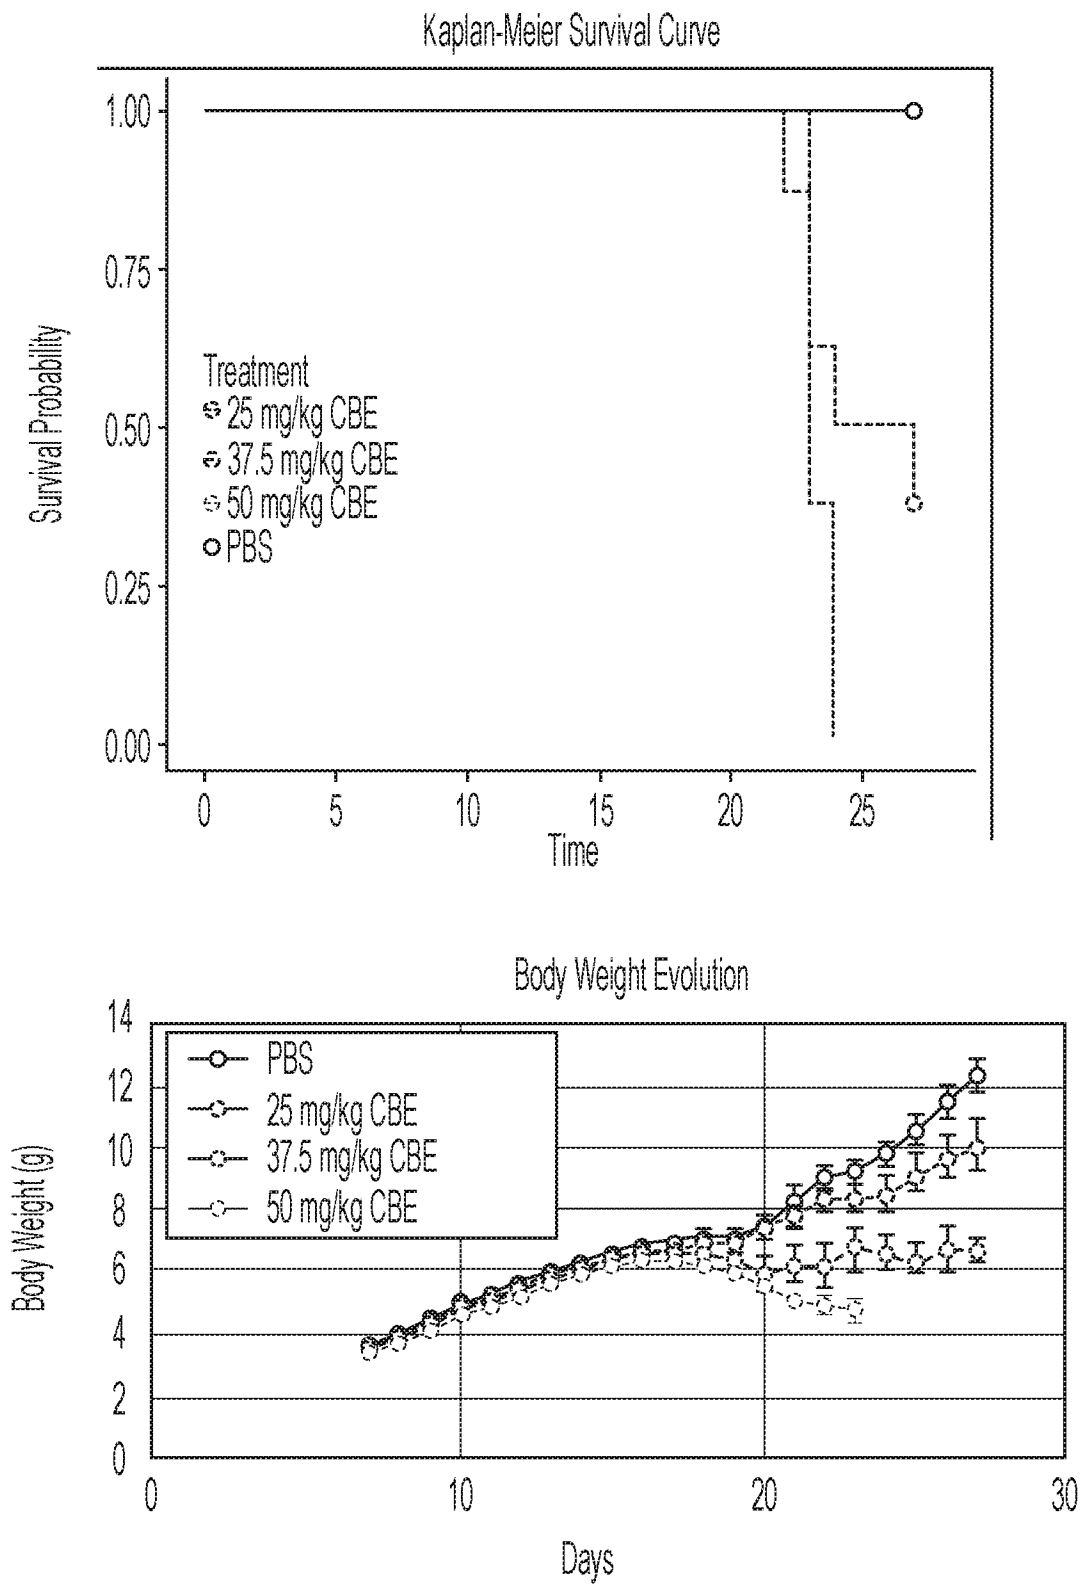 Kaplan-Meier Survival Curve
1.00
0.75
0.50
0.25
0.00
Survival Probability
Treatment
25 mg/kg CBE
37.5 mg/kg CBE
50 mg/kg CBE
PBS
0 5 10 15 20 25
Time
Body Weight Evolution
14
12
10
8
6
4
2
0
Body Weight (g)
PBS
25 mg/kg CBE
37.5 mg/kg CBE
50 mg/kg CBE
0 10 20 30
Days